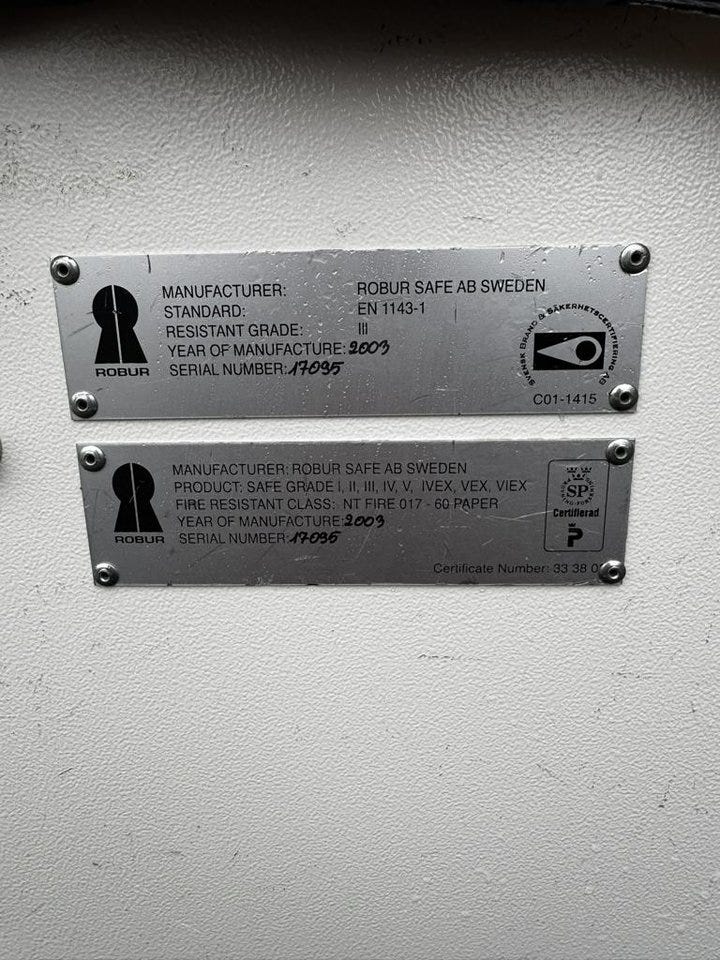 MANUFACTURER: ROBUR SAFE AB SWEDEN
STANDARD: EN 1143-1
RESISTANT GRADE: III
YEAR OF MANUFACTURE: 2003
SERIAL NUMBER: 17095
ROBUR
SVENSK BRAND & SÄKERHETSCERTIFIERING AB
C01-1415
MANUFACTURER: ROBUR SAFE AB SWEDEN
PRODUCT: SAFE GRADE I, II, III, IV, V, IVEX, VEX, VIEX
FIRE RESISTANT CLASS: NT FIRE 017 - 60 PAPER
YEAR OF MANUFACTURE: 2003
SERIAL NUMBER: 17095
ROBUR
SP
Certifierad
P
Certificate Number: 33 38